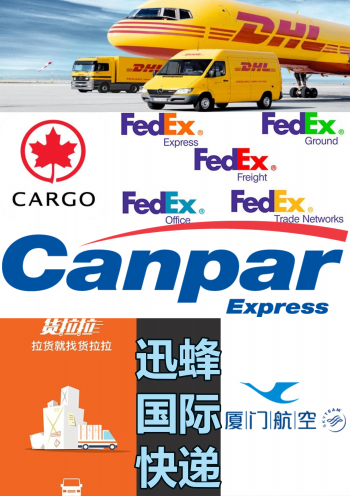 DHL
DHL
DHL
FedEx®
Express
FedEx®
Ground
FedEx®
Freight
CARGO
FedEx®
Office
FedEx®
Trade Networks
Canpar
Express
货拉拉
拉货就找货拉拉
迅蜂
国际
快递
厦门航空
SKYTEAM